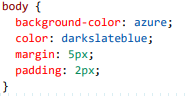 body {
  background-color: azure;
  color: darkslateblue;
  margin: 5px;
  padding: 2px;
}